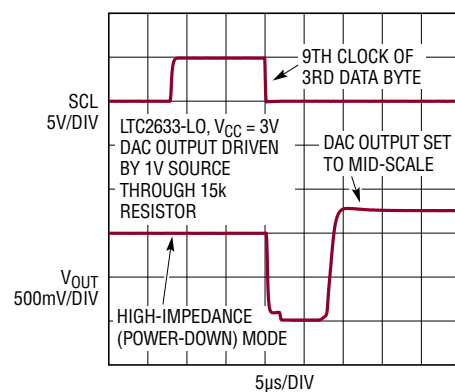 9TH CLOCK OF
3RD DATA BYTE
SCL
5V/DIV
LTC2633-LO, VCC = 3V
DAC OUTPUT DRIVEN
BY 1V SOURCE
THROUGH 15k
RESISTOR
DAC OUTPUT SET
TO MID-SCALE
VOUT
500mV/DIV
HIGH-IMPEDANCE
(POWER-DOWN) MODE
5µs/DIV